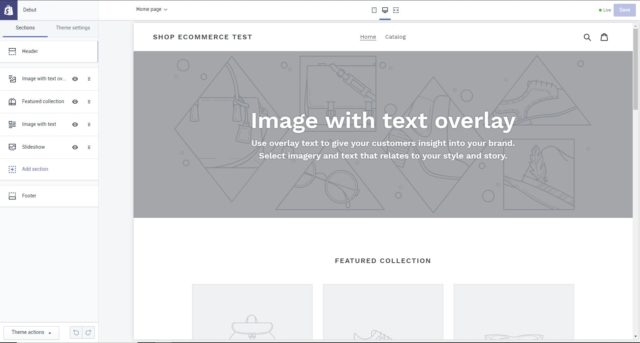 Debut
Home page
Live
Save
Sections
Theme settings
Header
Image with text ov...
Featured collection
Image with text
Slideshow
Add section
Footer
Theme actions
SHOP ECOMMERCE TEST
Home
Catalog
Image with text overlay
Use overlay text to give your customers insight into your brand.
Select imagery and text that relates to your style and story.
FEATURED COLLECTION